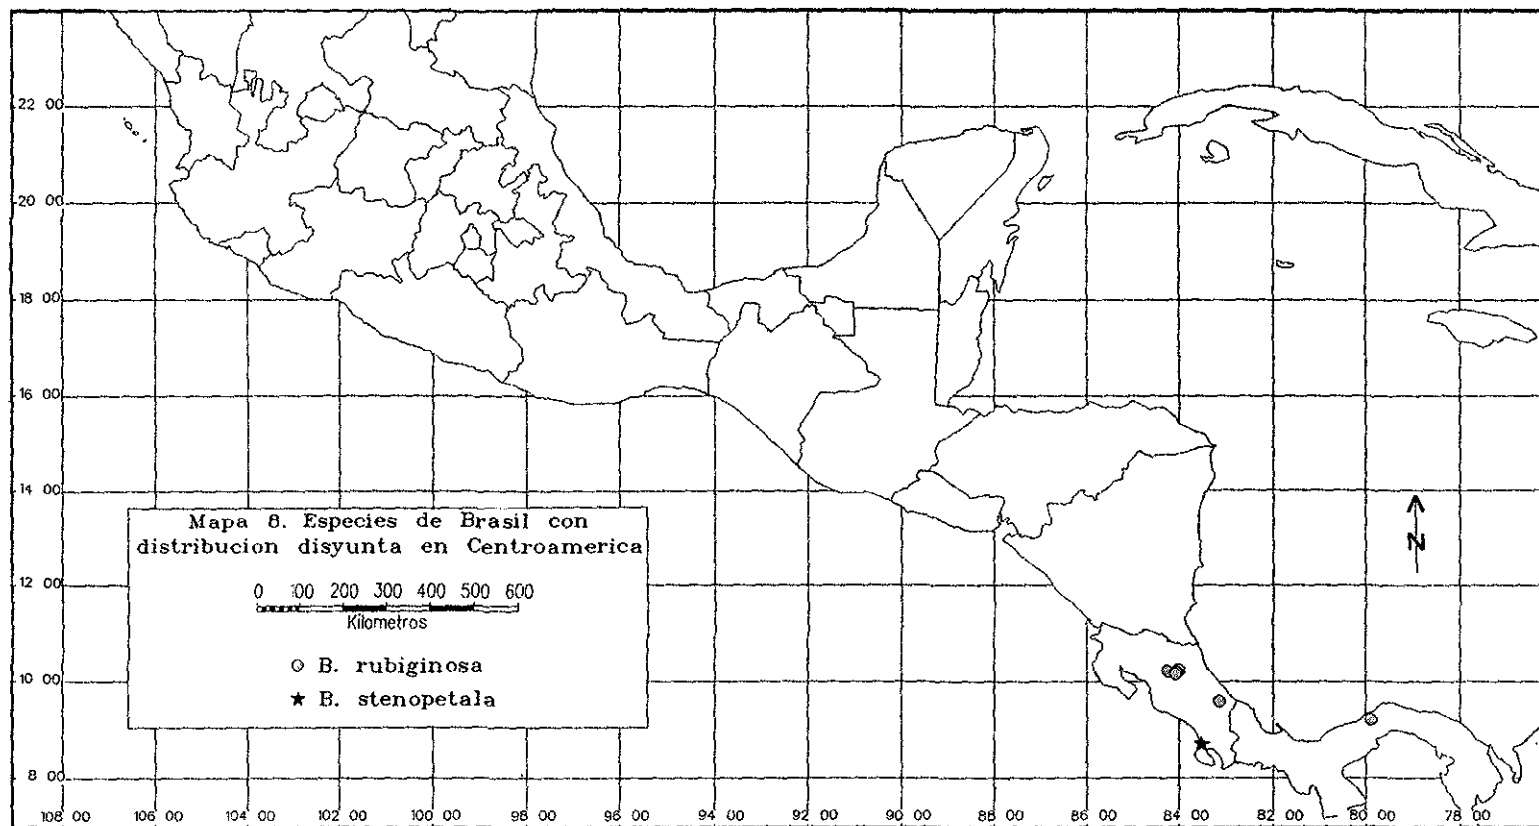 22 00
20 00
18 00
16 00
14 00
12 00
10 00
8 00
Mapa 8. Especies de Brasil con
distribucion disyunta en Centroamerica
0 100 200 300 400 500 600
Kilometros
B. rubiginosa
B. stenopetala
N
108 00 106 00 104 00 102 00 100 00 98 00 96 00 94 00 92 00 90 00 88 00 86 00 84 00 82 00 80 00 78 00